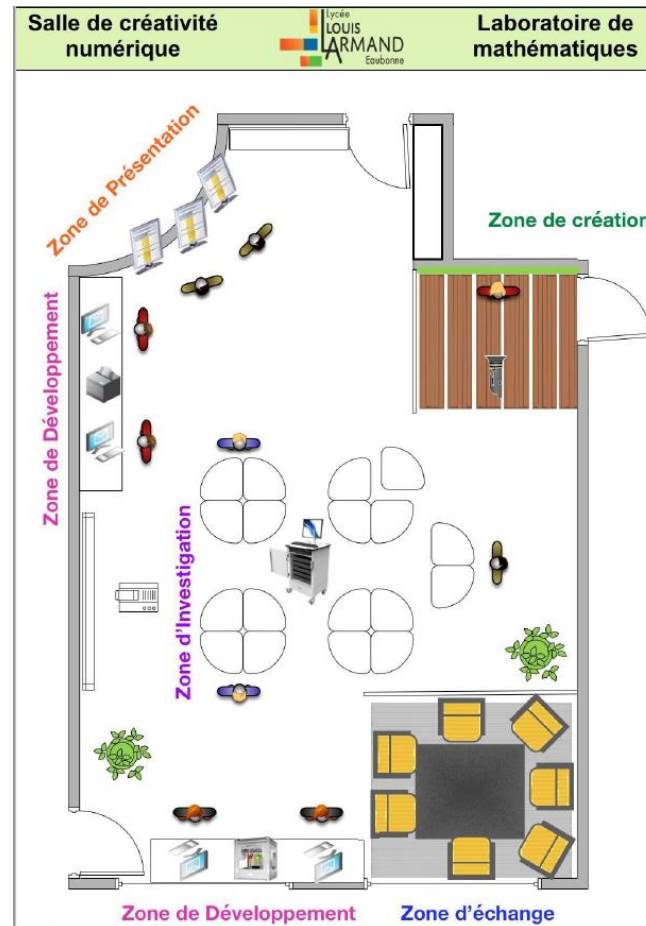 Salle de créativité
numérique
Lycée
LOUIS
ARMAND
Eaubonne
Laboratoire de
mathématiques
Zone de Présentation
Zone de création
Zone de Développement
Zone d'Investigation
Zone de Développement
Zone d'échange